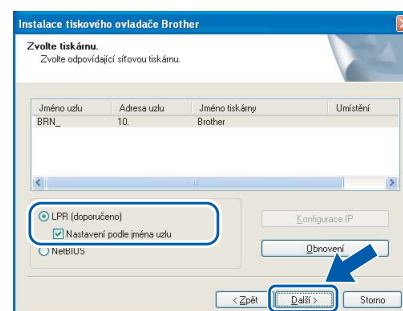 Instalace tiskového ovladače Brother
Zvolte tiskárnu.
Zvolte odpovídající síťovou tiskárnu.
Jméno uzlu Adresa uzlu Jméno tiskárny Umístění
BRN_ 10. Brother
LPR (doporučeno)
Nastavení podle jména uzlu
NetBIOS
Konfigurace IP
Obnovení
< Zpět Další > Storno